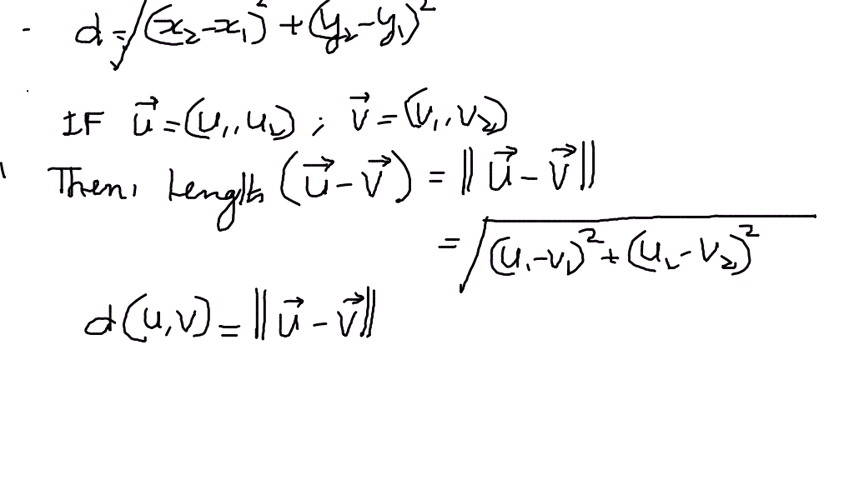 - d = √(x₂-x₁)² + (y₂-y₁)²
IF u⃗ = (u₁, u₂) ; v⃗ = (v₁, v₂)
Then, Length (u⃗ - v⃗) = ||u⃗ - v⃗||
= √(u₁-v₁)² + (u₂-v₂)²
d(u,v) = ||u⃗ - v⃗||